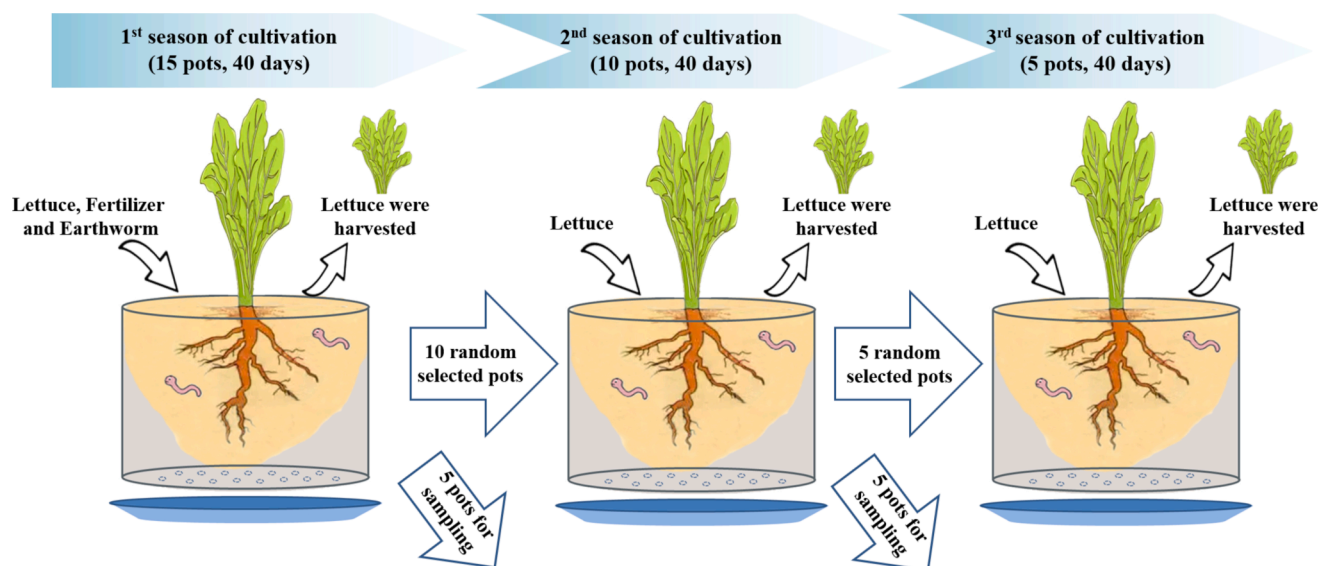 1st season of cultivation
(15 pots, 40 days)
2nd season of cultivation
(10 pots, 40 days)
3rd season of cultivation
(5 pots, 40 days)
Lettuce, Fertilizer
and Earthworm
Lettuce were
harvested
Lettuce
Lettuce were
harvested
Lettuce
Lettuce were
harvested
10 random
selected pots
5 random
selected pots
5 pots for
sampling
5 pots for
sampling